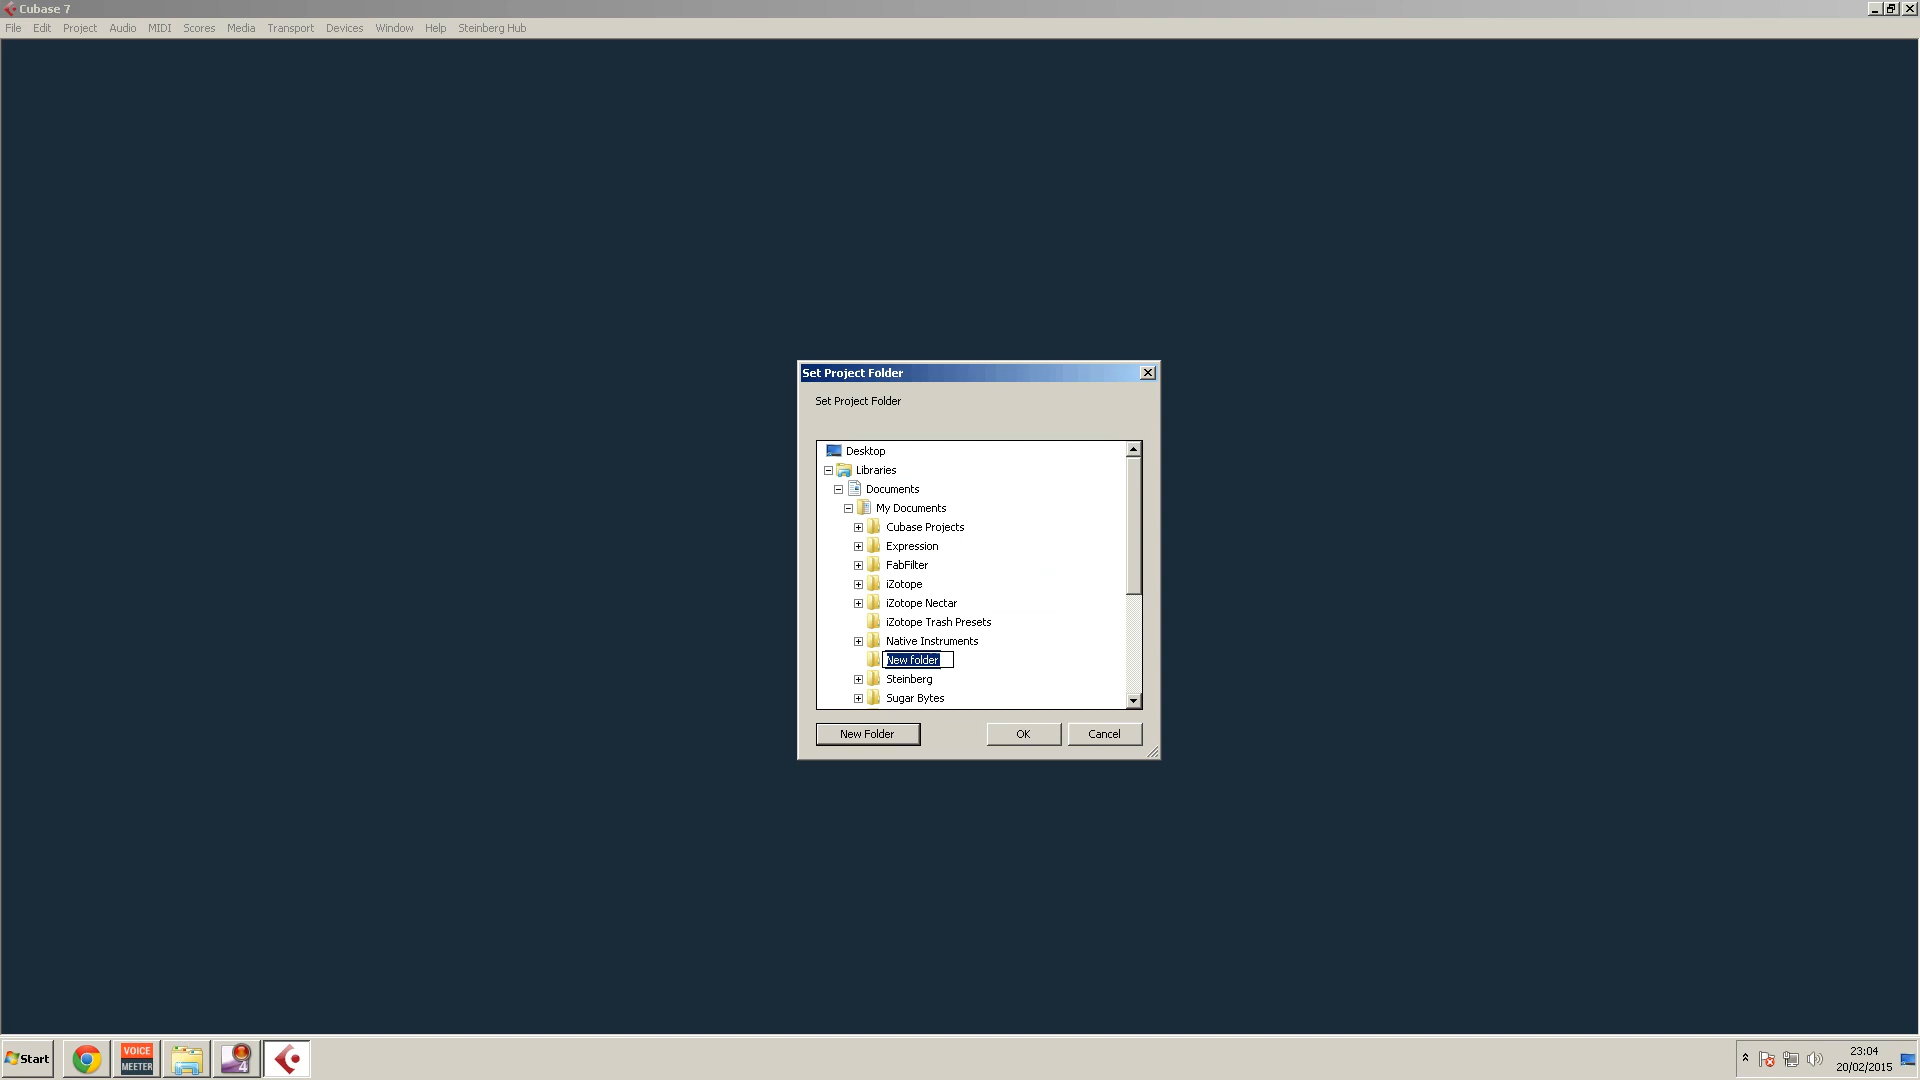 Cubase 7
File Edit Project Audio MIDI Scores Media Transport Devices Window Help Steinberg Hub
Set Project Folder
Set Project Folder
Desktop
Libraries
Documents
My Documents
Cubase Projects
Expression
FabFilter
iZotope
iZotope Nectar
iZotope Trash Presets
Native Instruments
New folder
Steinberg
Sugar Bytes
New Folder OK Cancel
Start
VOICE
MEETER
4
23:04
20/02/2015